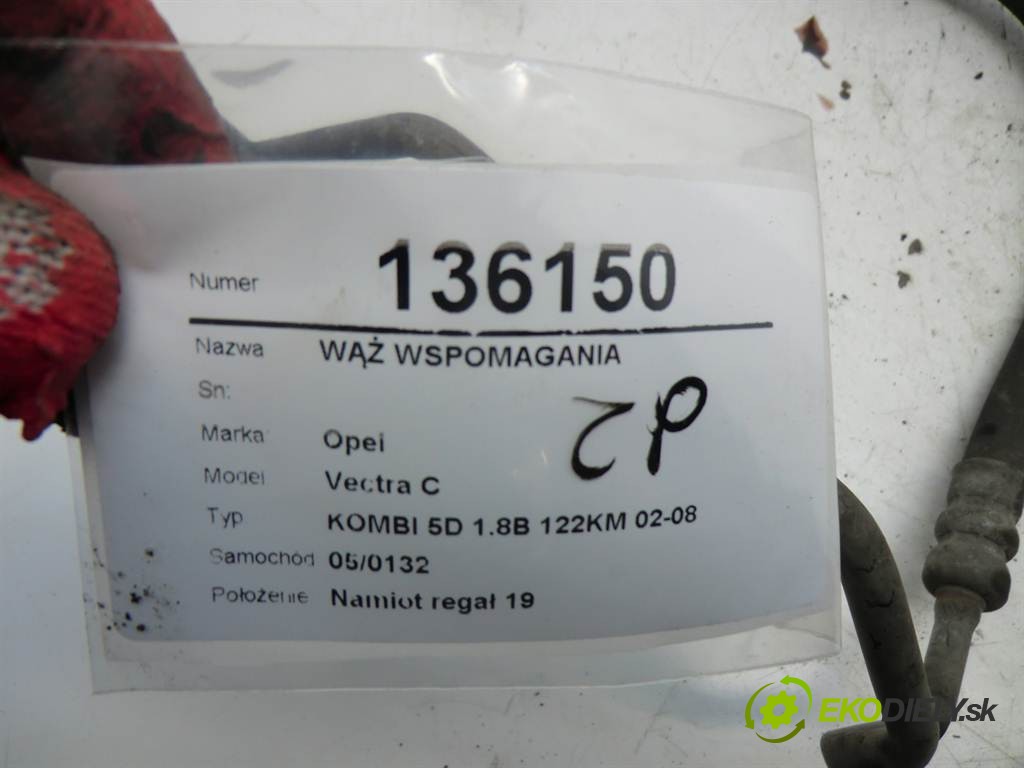 Numer 136150
Nazwa WĄŻ WSPOMAGANIA
Sn:
Marka Opel
Model Vectra C
Typ KOMBI 5D 1.8B 122KM 02-08
Samochód 05/0132
Położenie Namiot regał 19
EKODIELY.sk